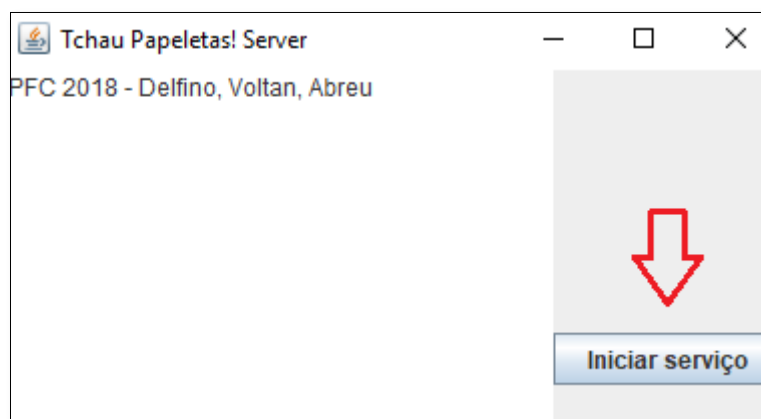 Tchau Papeletas! Server
PFC 2018 - Delfino, Voltan, Abreu
Iniciar serviço